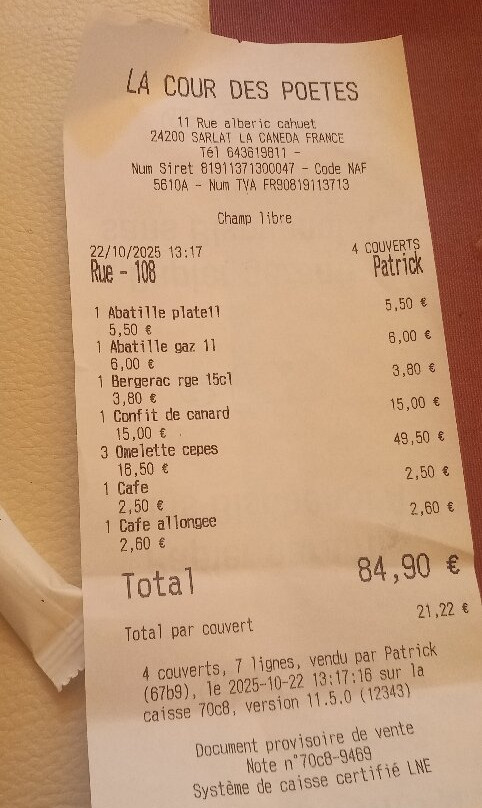 LA COUR DES POETES
11 Rue alberic cahuet
24200 SARLAT LA CANEDA FRANCE
Tél 643619811 -
Num Siret 81911371300047 - Code NAF
5610A - Num TVA FR90819113713
Champ libre
22/10/2025 13:17 4 COUVERTS
Rue - 108 Patrick
1 Abatille plate1l 5,50 €
5,50 €
1 Abatille gaz 1l 6,00 €
6,00 €
1 Bergerac rge 15cl 3,80 €
3,80 €
1 Confit de canard 15,00 €
15,00 €
3 Omelette cepes 49,50 €
16,50 €
1 Cafe 2,50 €
2,50 €
1 Cafe allongee 2,60 €
2,60 €
Total 84,90 €
Total par couvert 21,22 €
4 couverts, 7 lignes, vendu par Patrick
(67b9), le 2025-10-22 13:17:16 sur la
caisse 70c8, version 11.5.0 (12343)
Document provisoire de vente
Note n°70c8-9469
Système de caisse certifié LNE